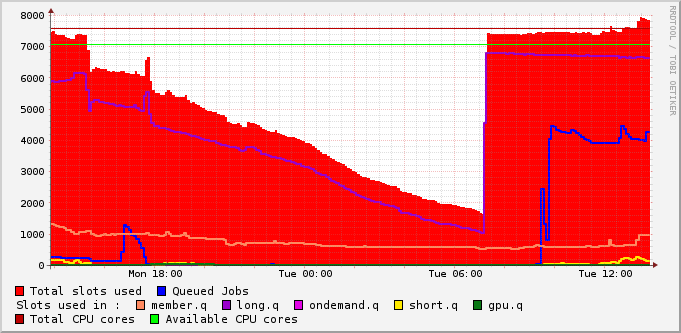 8000
7000
6000
5000
4000
3000
2000
1000
0
Mon 18:00 Tue 00:00 Tue 06:00 Tue 12:00
RRDTOOL / TOBI OETIKER
Total slots used Queued Jobs
Slots used in : member.q long.q ondemand.q short.q gpu.q
Total CPU cores Available CPU cores